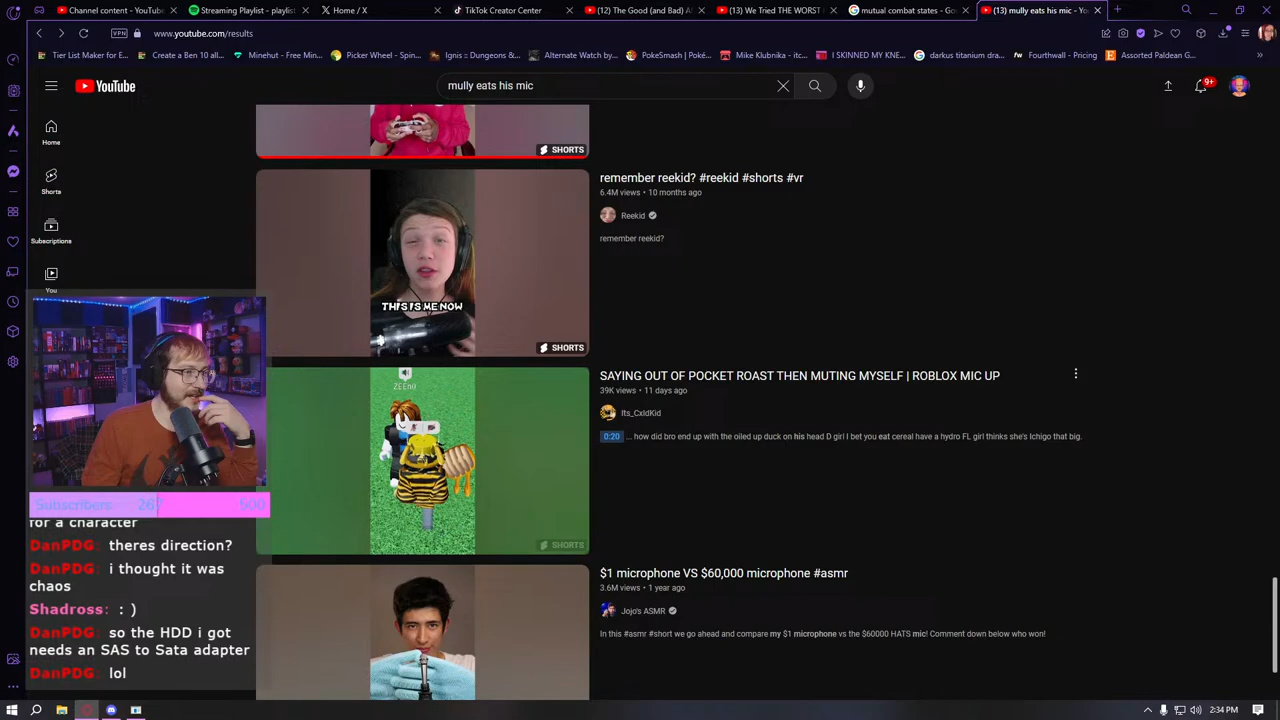 Content creation
Channel content - YouTube
Streaming Playlist - playlist
Home / X
TikTok Creator Center
(12) The Good (and Bad) A
(13) We Tried THE WORST
mutual combat states - Go
(13) mully eats his mic - Yo
VPN
www.youtube.com/results
Tier List Maker for Eve...
Create a Ben 10 ali...
Minehut - Free Min...
Picker Wheel - Spin...
Ignis :: Dungeons &...
Alternate Watch by...
PokeSmash | PokeC...
Mike Klubnika - itc...
I SKINNED MY KNE...
darkus titanium dra...
Fourthwall - Pricing
Assorted Paldean G...
YouTube
mully eats his mic
9+
Home
Shorts
Subscriptions
You
SHORTS
remember reekid? #reekid #shorts #vr
6.4M views • 10 months ago
Reekid
remember reekid?
THIS IS ME NOW
SHORTS
SAYING OUT OF POCKET ROAST THEN MUTING MYSELF | ROBLOX MIC UP
39K views • 11 days ago
Its_CxldKid
0:20 ... how did bro end up with the oiled up duck on his head D girl I bet you eat cereal have a hydro FL girl thinks she's Ichigo that big.
SHORTS
$1 microphone VS $60,000 microphone #asmr
3.6M views • 1 year ago
Jojo's ASMR
In this #asmr #short we go ahead and compare my $1 microphone vs the $60000 HATS mic! Comment down below who won!
Subscribers 267 500
for a character
DanPDG: theres direction?
DanPDG: i thought it was
chaos
Shadross: : )
DanPDG: so the HDD i got
needs an SAS to Sata adapter
DanPDG: lol
2:34 PM